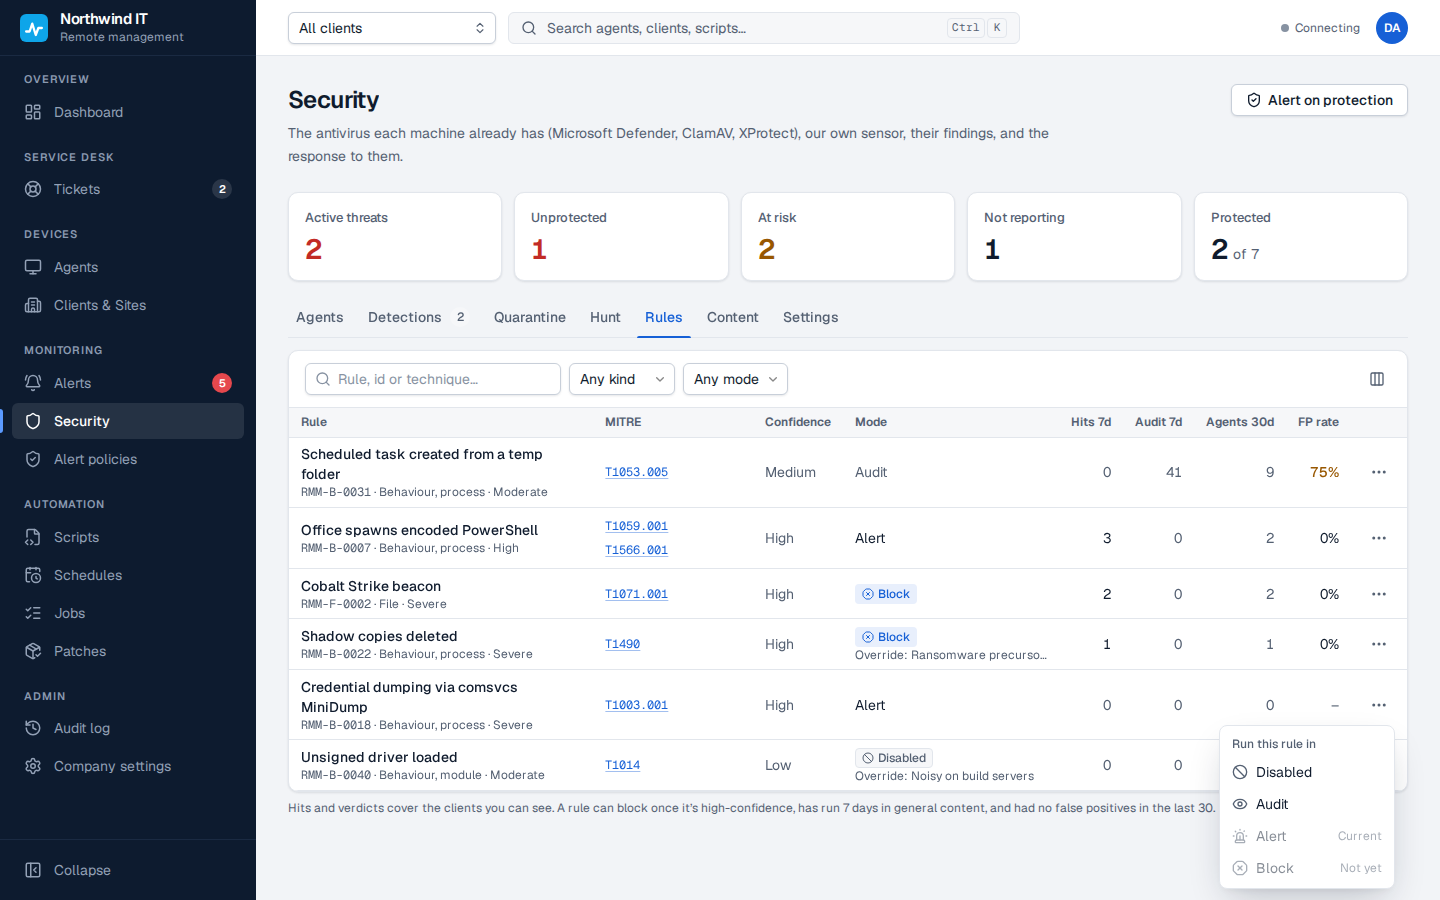 Northwind IT
Remote management
All clients
Search agents, clients, scripts...
Ctrl K
Connecting
DA
OVERVIEW
Dashboard
SERVICE DESK
Tickets 2
DEVICES
Agents
Clients & Sites
MONITORING
Alerts 5
Security
Alert policies
AUTOMATION
Scripts
Schedules
Jobs
Patches
ADMIN
Audit log
Company settings
Collapse
Security
Alert on protection
The antivirus each machine already has (Microsoft Defender, ClamAV, XProtect), our own sensor, their findings, and the
response to them.
Active threats
2
Unprotected
1
At risk
2
Not reporting
1
Protected
2 of 7
Agents Detections 2 Quarantine Hunt Rules Content Settings
Rule, id or technique...
Any kind
Any mode
Rule MITRE Confidence Mode Hits 7d Audit 7d Agents 30d FP rate
Scheduled task created from a temp
folder
RMM-B-0031 · Behaviour, process · Moderate
T1053.005 Medium Audit 0 41 9 75%
Office spawns encoded PowerShell
RMM-B-0007 · Behaviour, process · High
T1059.001
T1566.001
High Alert 3 0 2 0%
Cobalt Strike beacon
RMM-F-0002 · File · Severe
T1071.001 High Block 2 0 2 0%
Shadow copies deleted
RMM-B-0022 · Behaviour, process · Severe
T1490 High Block
Override: Ransomware precurso...
1 0 1 0%
Credential dumping via comsvcs
MiniDump
RMM-B-0018 · Behaviour, process · Severe
T1003.001 High Alert 0 0 0 –
Unsigned driver loaded
RMM-B-0040 · Behaviour, module · Moderate
T1014 Low Disabled
Override: Noisy on build servers
0 0
Run this rule in
Disabled
Audit
Alert Current
Block Not yet
Hits and verdicts cover the clients you can see. A rule can block once it's high-confidence, has run 7 days in general content, and had no false positives in the last 30.